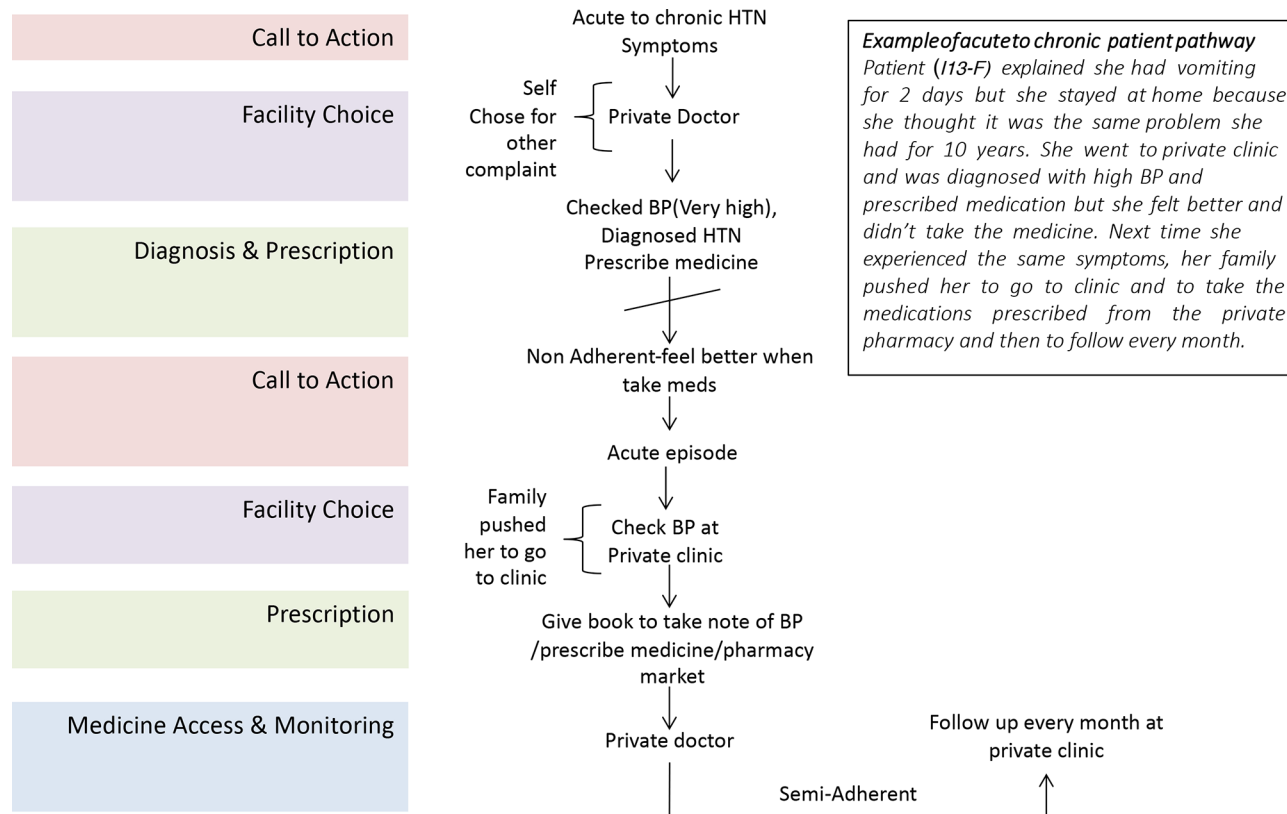 Call to Action
Facility Choice
Diagnosis & Prescription
Call to Action
Facility Choice
Prescription
Medicine Access & Monitoring
Acute to chronic HTN
Symptoms
Self
Chose for
other
complaint
Private Doctor
Checked BP(Very high),
Diagnosed HTN
Prescribe medicine
Non Adherent-feel better when
take meds
Acute episode
Family
pushed
her to go
to clinic
Check BP at
Private clinic
Give book to take note of BP
/prescribe medicine/pharmacy
market
Private doctor
Semi-Adherent
Follow up every month at
private clinic
Example of acute to chronic patient pathway
Patient (I13-F) explained she had vomiting
for 2 days but she stayed at home because
she thought it was the same problem she
had for 10 years. She went to private clinic
and was diagnosed with high BP and
prescribed medication but she felt better and
didn't take the medicine. Next time she
experienced the same symptoms, her family
pushed her to go to clinic and to take the
medications prescribed from the private
pharmacy and then to follow every month.